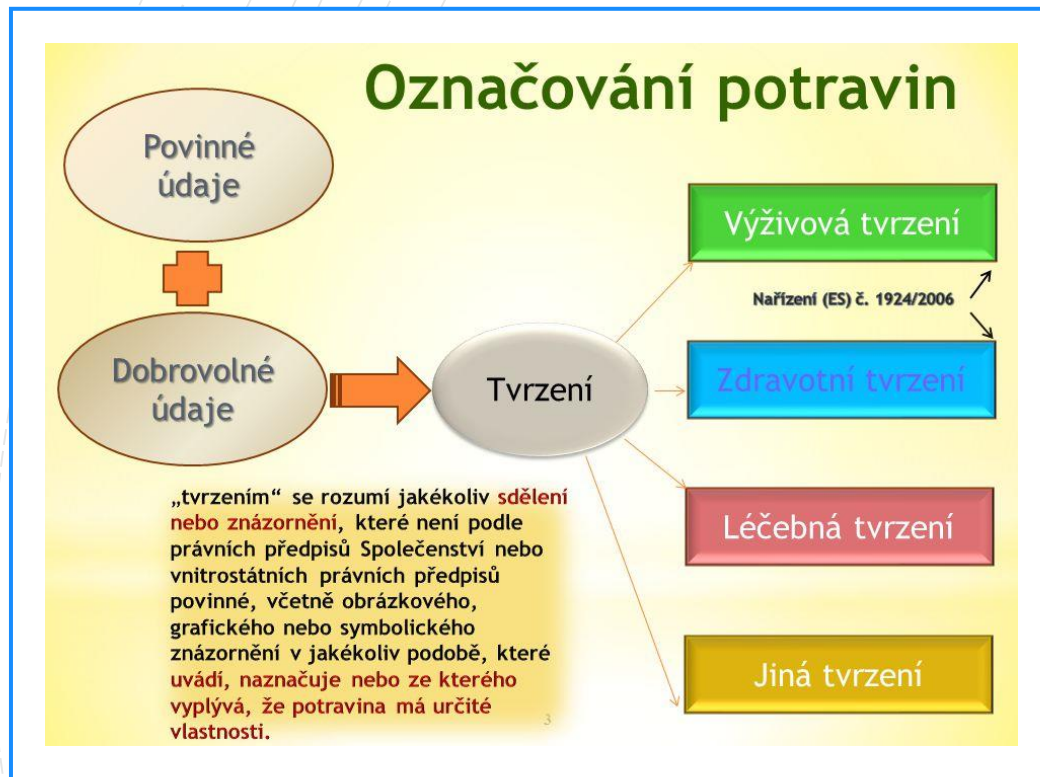 Označování potravin
Povinné
údaje
Dobrovolné
údaje
Tvrzení
Výživová tvrzení
Nařízení (ES) č. 1924/2006
Zdravotní tvrzení
Léčebná tvrzení
Jiná tvrzení
„tvrzením“ se rozumí jakékoliv sdělení
nebo znázornění, které není podle
právních předpisů Společenství nebo
vnitrostátních právních předpisů
povinné, včetně obrázkového,
grafického nebo symbolického
znázornění v jakékoliv podobě, které
uvádí, naznačuje nebo ze kterého
vyplývá, že potravina má určité
vlastnosti.
3